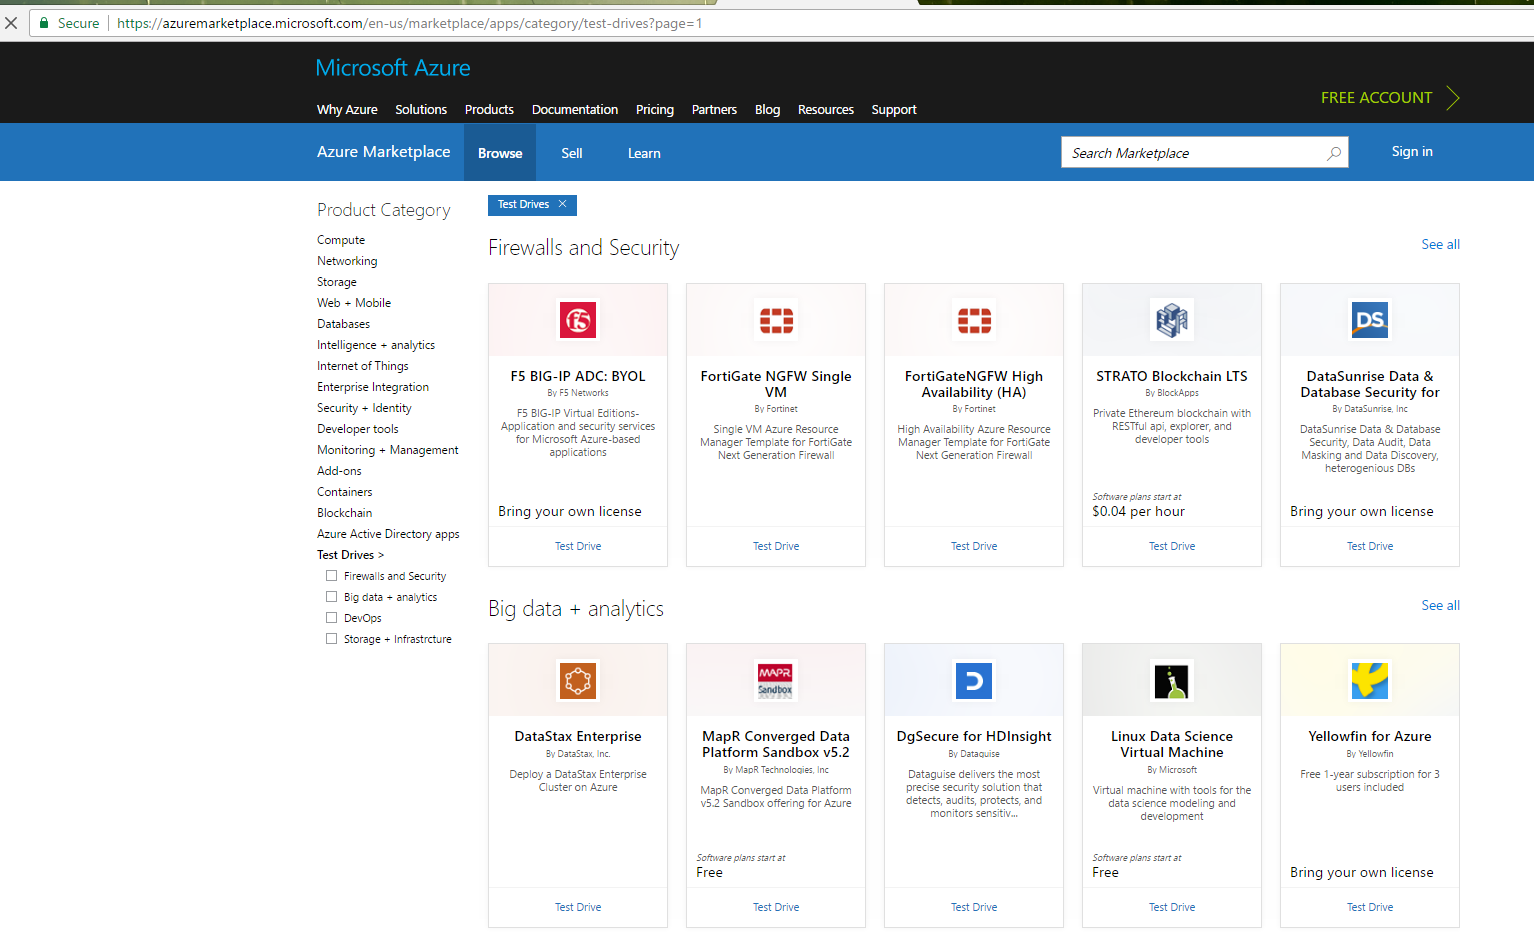 Secure
https://azuremarketplace.microsoft.com/en-us/marketplace/apps/category/test-drives?page=1
Microsoft Azure
Why Azure Solutions Products Documentation Pricing Partners Blog Resources Support
FREE ACCOUNT
Azure Marketplace
Browse
Sell
Learn
Search Marketplace
Sign in
Product Category
Compute
Networking
Storage
Web + Mobile
Databases
Intelligence + analytics
Internet of Things
Enterprise Integration
Security + Identity
Developer tools
Monitoring + Management
Add-ons
Containers
Blockchain
Azure Active Directory apps
Test Drives >
Firewalls and Security
Big data + analytics
DevOps
Storage + Infrastrcture
Test Drives
Firewalls and Security
See all
f5
F5 BIG-IP ADC: BYOL
By F5 Networks
F5 BIG-IP Virtual Editions-
Application and security services
for Microsoft Azure-based
applications
Bring your own license
Test Drive
FortiGate NGFW Single
VM
By Fortinet
Single VM Azure Resource
Manager Template for FortiGate
Next Generation Firewall
Test Drive
FortiGateNGFW High
Availability (HA)
By Fortinet
High Availability Azure Resource
Manager Template for FortiGate
Next Generation Firewall
Test Drive
STRATO Blockchain LTS
By BlockApps
Private Ethereum blockchain with
RESTful api, explorer, and
developer tools
Software plans start at
$0.04 per hour
Test Drive
DS
DataSunrise Data &
Database Security for
By DataSunrise, Inc
DataSunrise Data & Database
Security, Data Audit, Data
Masking and Data Discovery,
heterogenious DBs
Bring your own license
Test Drive
Big data + analytics
See all
DataStax Enterprise
By DataStax, Inc.
Deploy a DataStax Enterprise
Cluster on Azure
Test Drive
MAPR
Sandbox
MapR Converged Data
Platform Sandbox v5.2
By MapR Technologies, Inc
MapR Converged Data Platform
v5.2 Sandbox offering for Azure
Software plans start at
Free
Test Drive
DgSecure for HDInsight
By Dataguise
Dataguise delivers the most
precise security solution that
detects, audits, protects, and
monitors sensitiv...
Test Drive
Linux Data Science
Virtual Machine
By Microsoft
Virtual machine with tools for the
data science modeling and
development
Software plans start at
Free
Test Drive
Yellowfin for Azure
By Yellowfin
Free 1-year subscription for 3
users included
Bring your own license
Test Drive